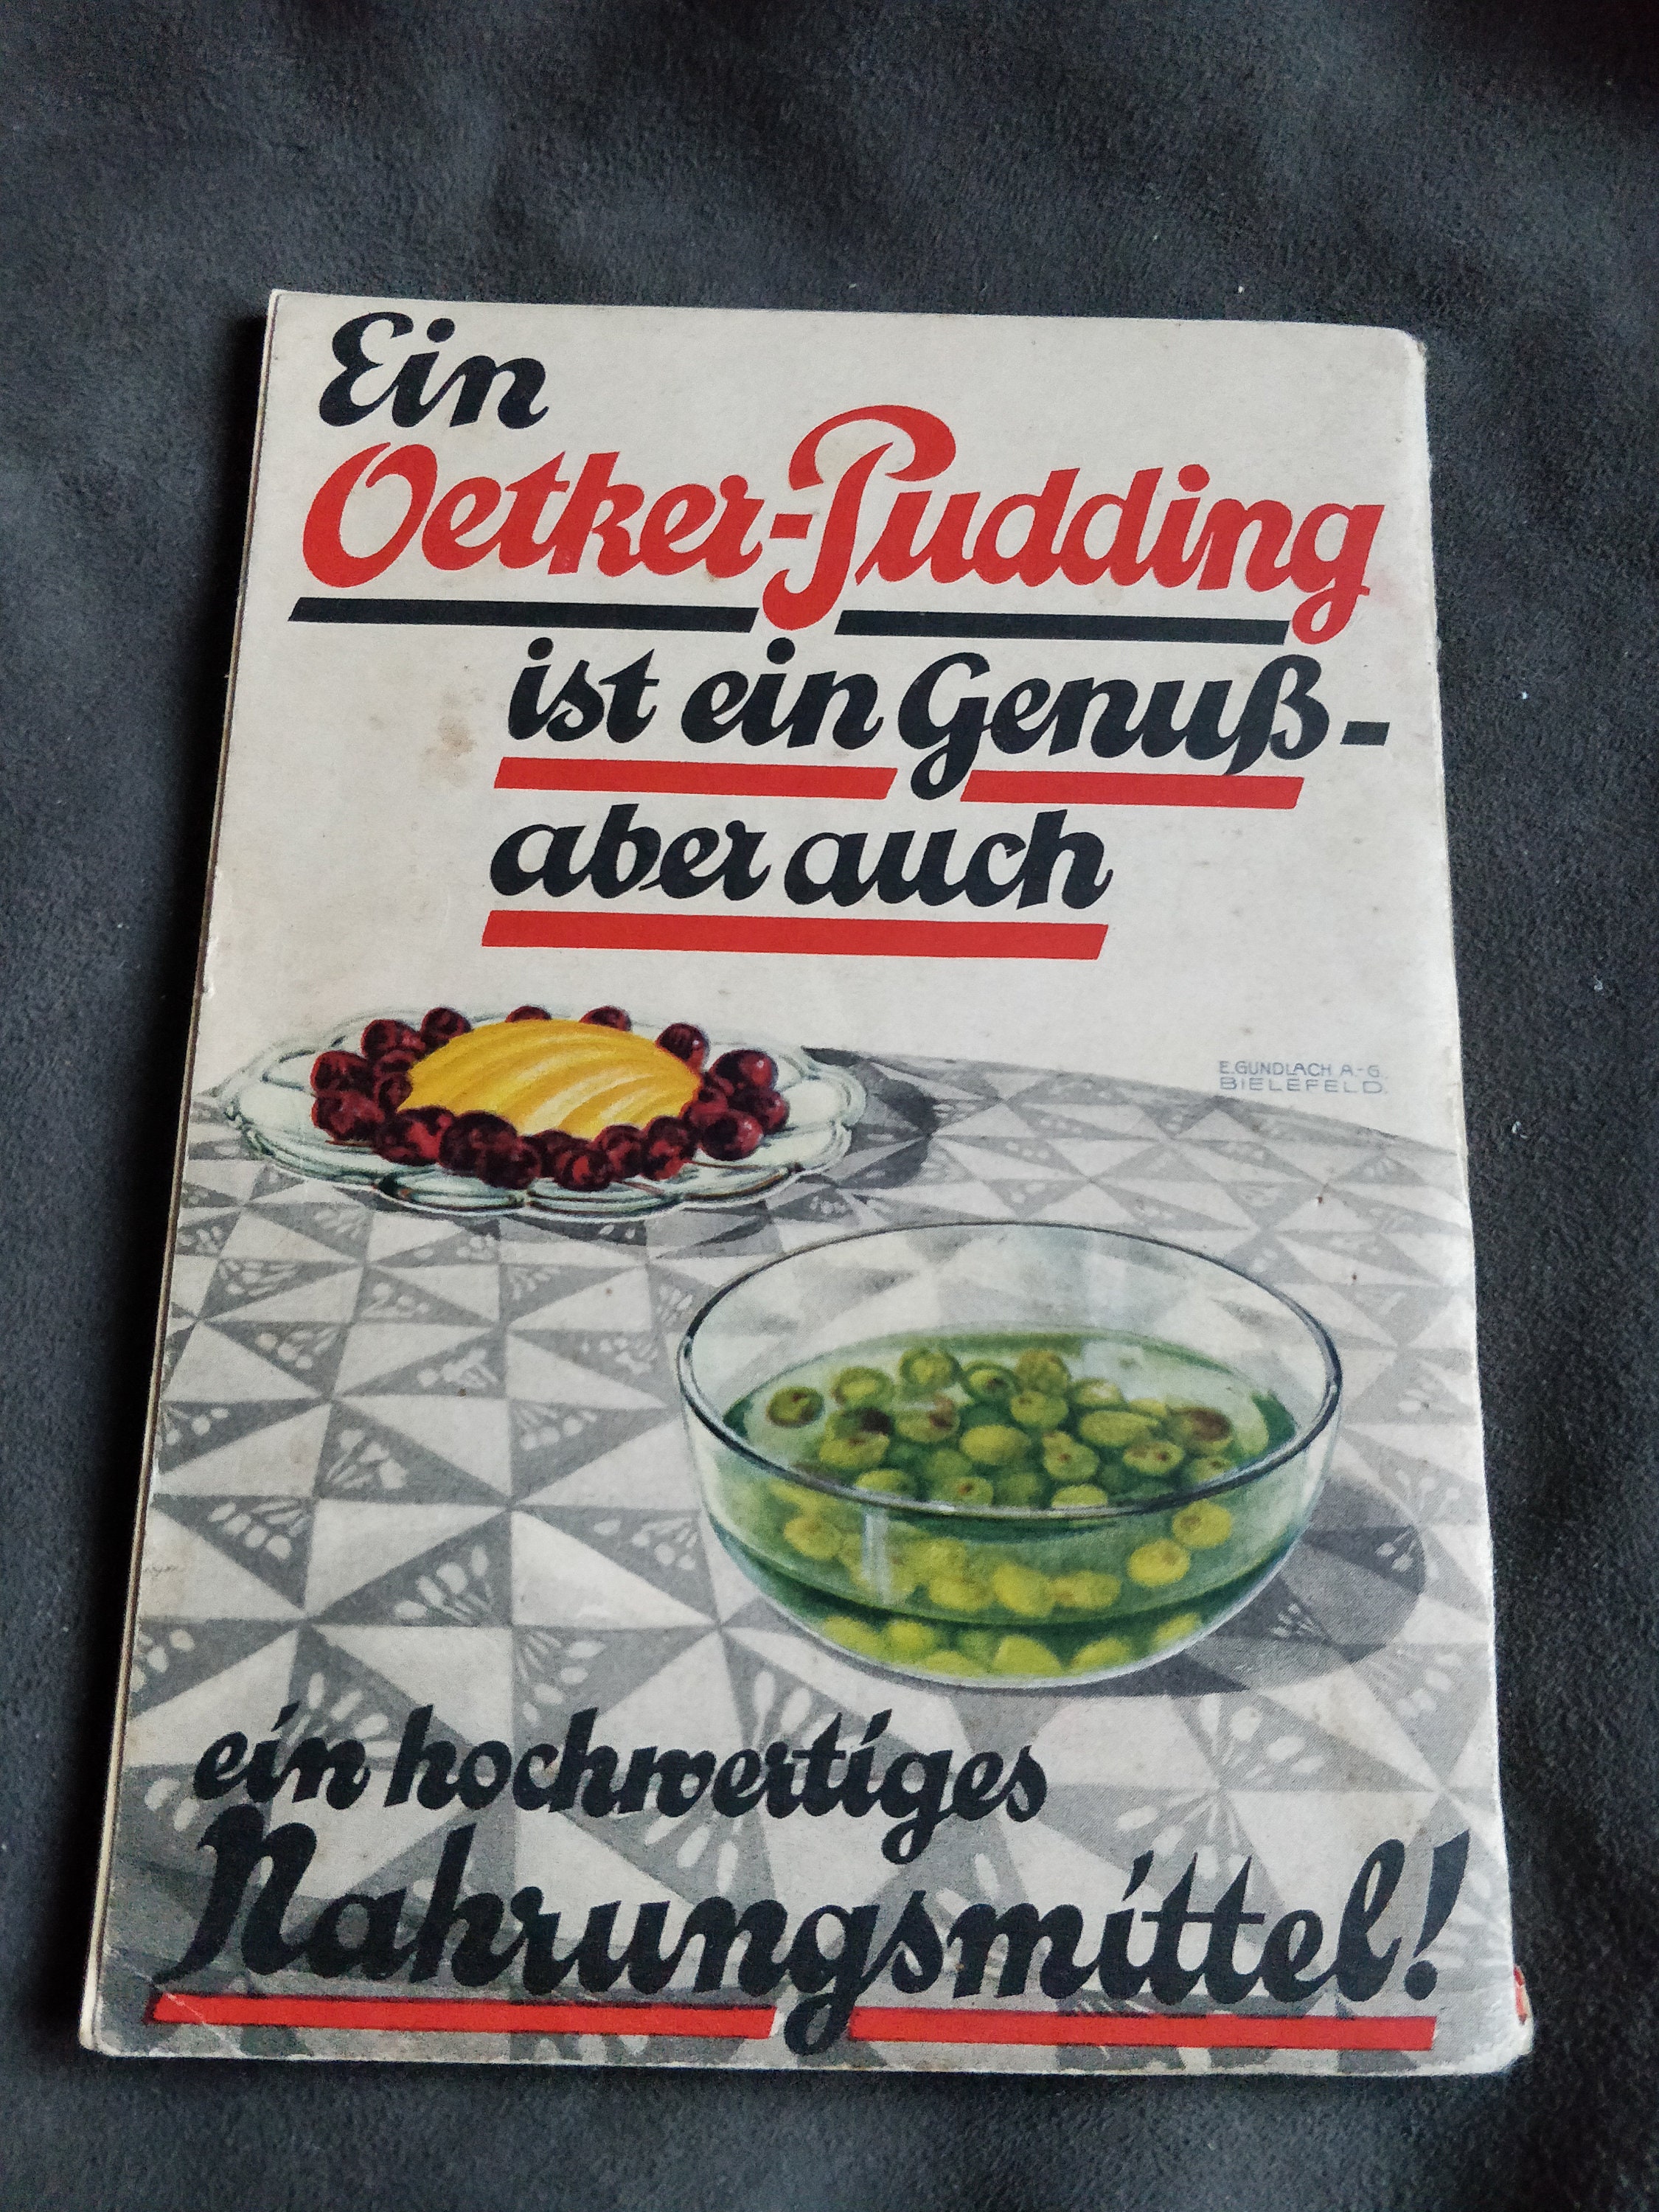 Ein
Oetker-Pudding
ist ein Genuß-
aber auch
E. GUNDLACH A-G.
BIELEFELD.
ein hochwertiges
Nahrungsmittel!